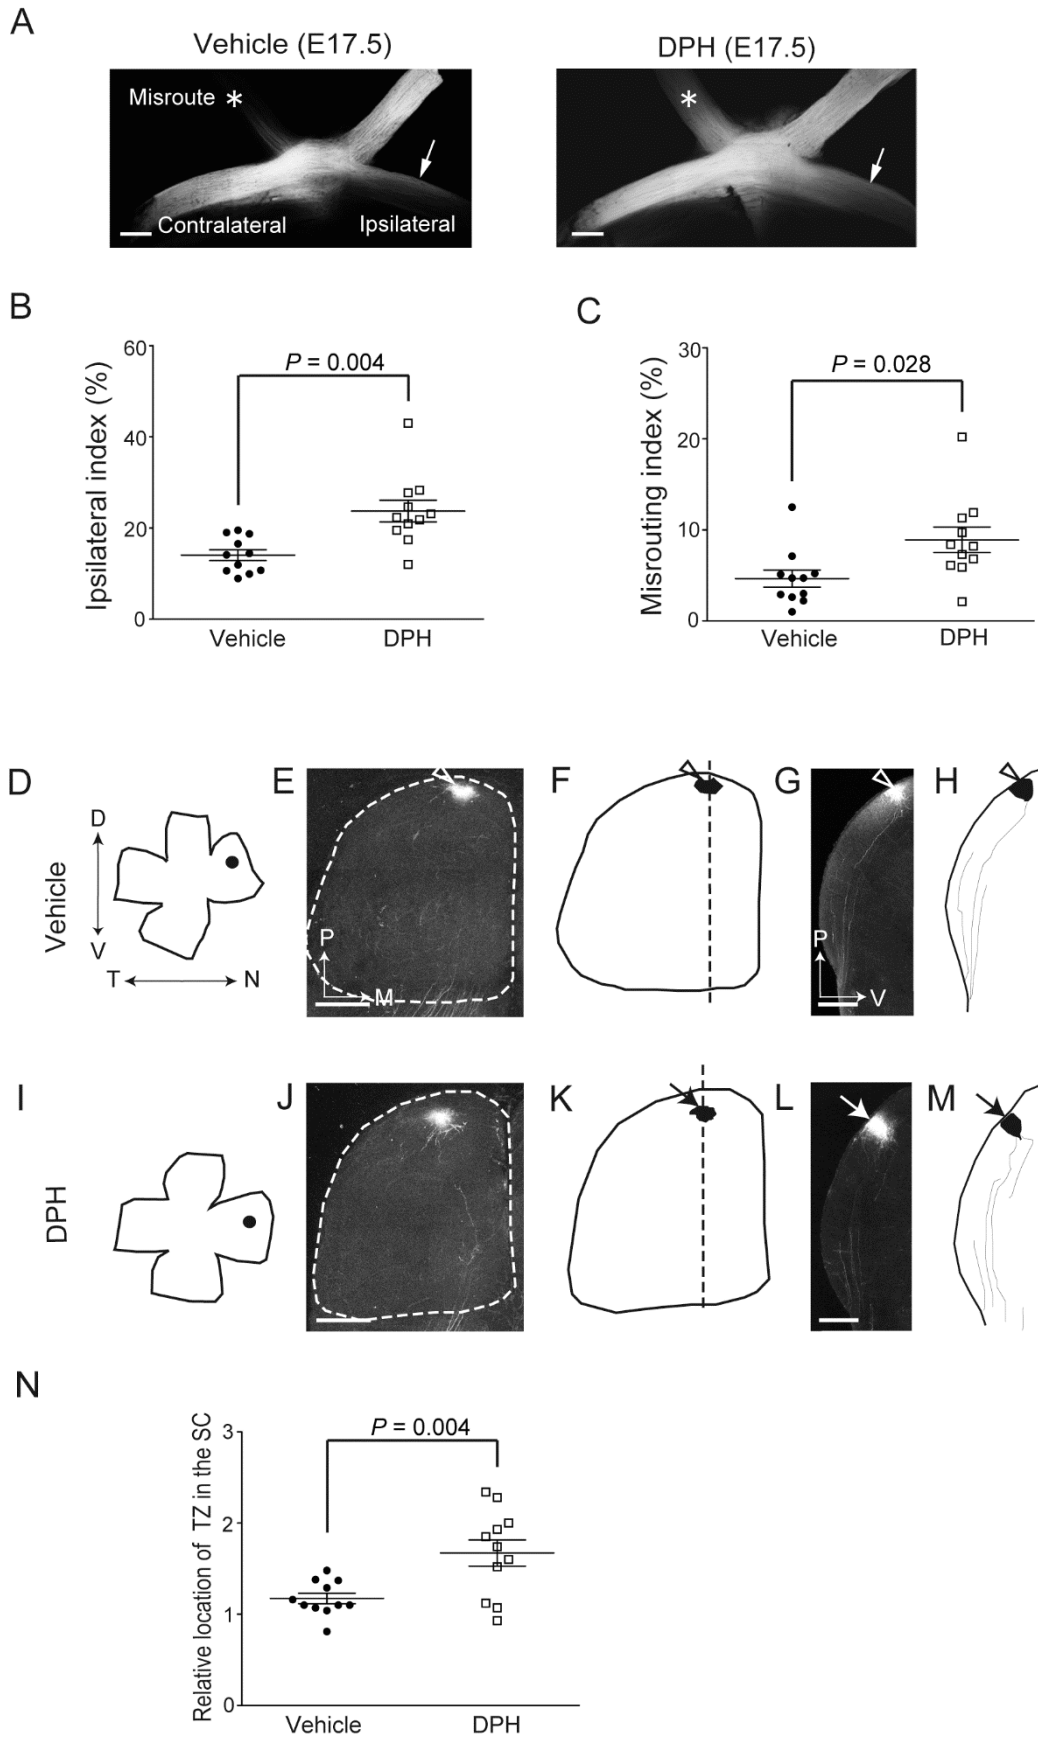 A
Vehicle (E17.5)
DPH (E17.5)
Misroute *
*
Contralateral
Ipsilateral
B
C
Ipsilateral index (%)
60
40
20
0
P = 0.004
Vehicle
DPH
Misrouting index (%)
30
20
10
0
P = 0.028
Vehicle
DPH
D
E
F
G
H
Vehicle
D
V
T
N
P
M
P
V
I
J
K
L
M
DPH
N
Relative location of TZ in the SC
3
2
1
0
P = 0.004
Vehicle
DPH